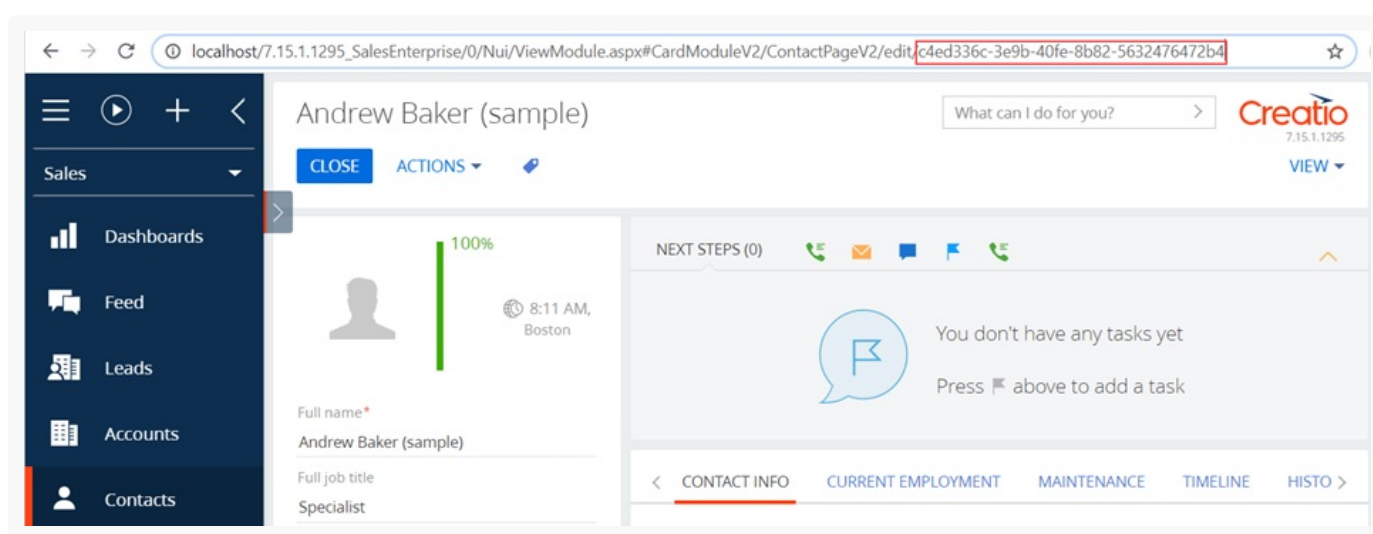 localhost/7.15.1.1295_SalesEnterprise/0/Nui/ViewModule.aspx#CardModuleV2/ContactPageV2/edit/c4ed336c-3e9b-40fe-8b82-5632476472b4
Andrew Baker (sample)
What can I do for you?
Creatio
7.15.1.1295
Sales
CLOSE
ACTIONS
VIEW
Dashboards
Feed
Leads
Accounts
Contacts
100%
8:11 AM,
Boston
Full name*
Andrew Baker (sample)
Full job title
Specialist
NEXT STEPS (0)
You don't have any tasks yet
Press above to add a task
CONTACT INFO CURRENT EMPLOYMENT MAINTENANCE TIMELINE HISTO